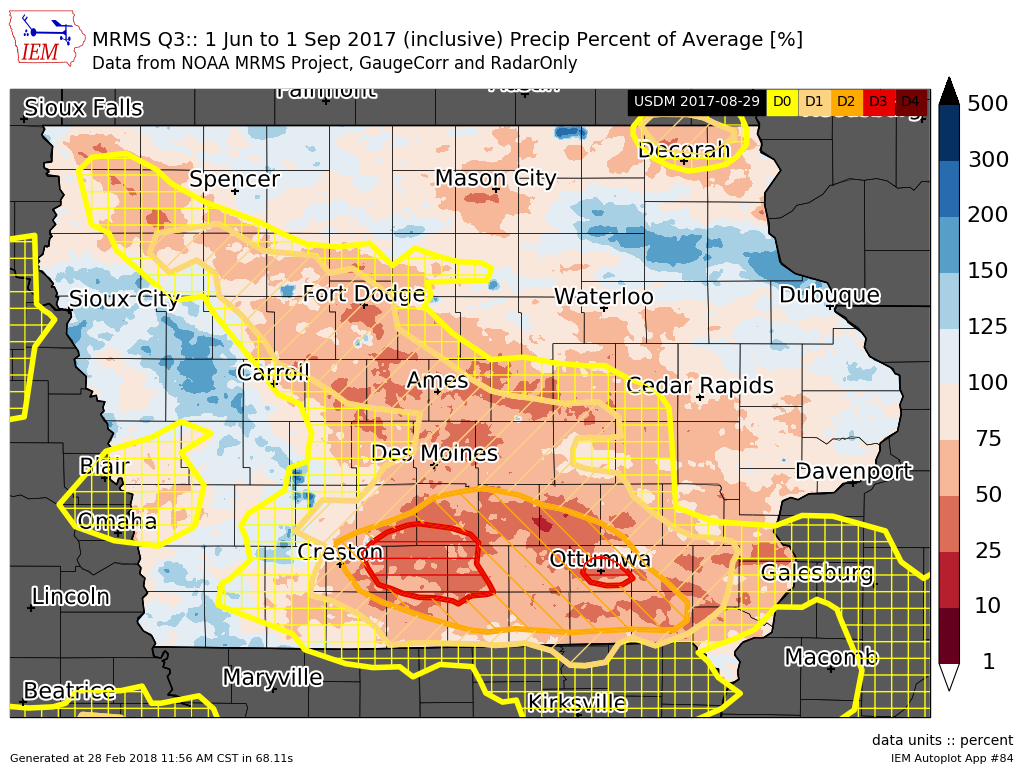 IEM
MRMS Q3:: 1 Jun to 1 Sep 2017 (inclusive) Precip Percent of Average [%]
Data from NOAA MRMS Project, GaugeCorr and RadarOnly
Fairmont
Sioux Falls
USDM 2017-08-29 D0 D1 D2 D3 D4
Decorah
Spencer
Mason City
Sioux City
Fort Dodge
Waterloo
Dubuque
Carroll
Ames
Cedar Rapids
Des Moines
Blair
Davenport
Omaha
Creston
Ottumwa
Galesburg
Lincoln
Macomb
Maryville
Beatrice
Kirksville
500
300
200
150
125
100
75
50
25
10
1
data units :: percent
Generated at 28 Feb 2018 11:56 AM CST in 68.11s
IEM Autoplot App #84